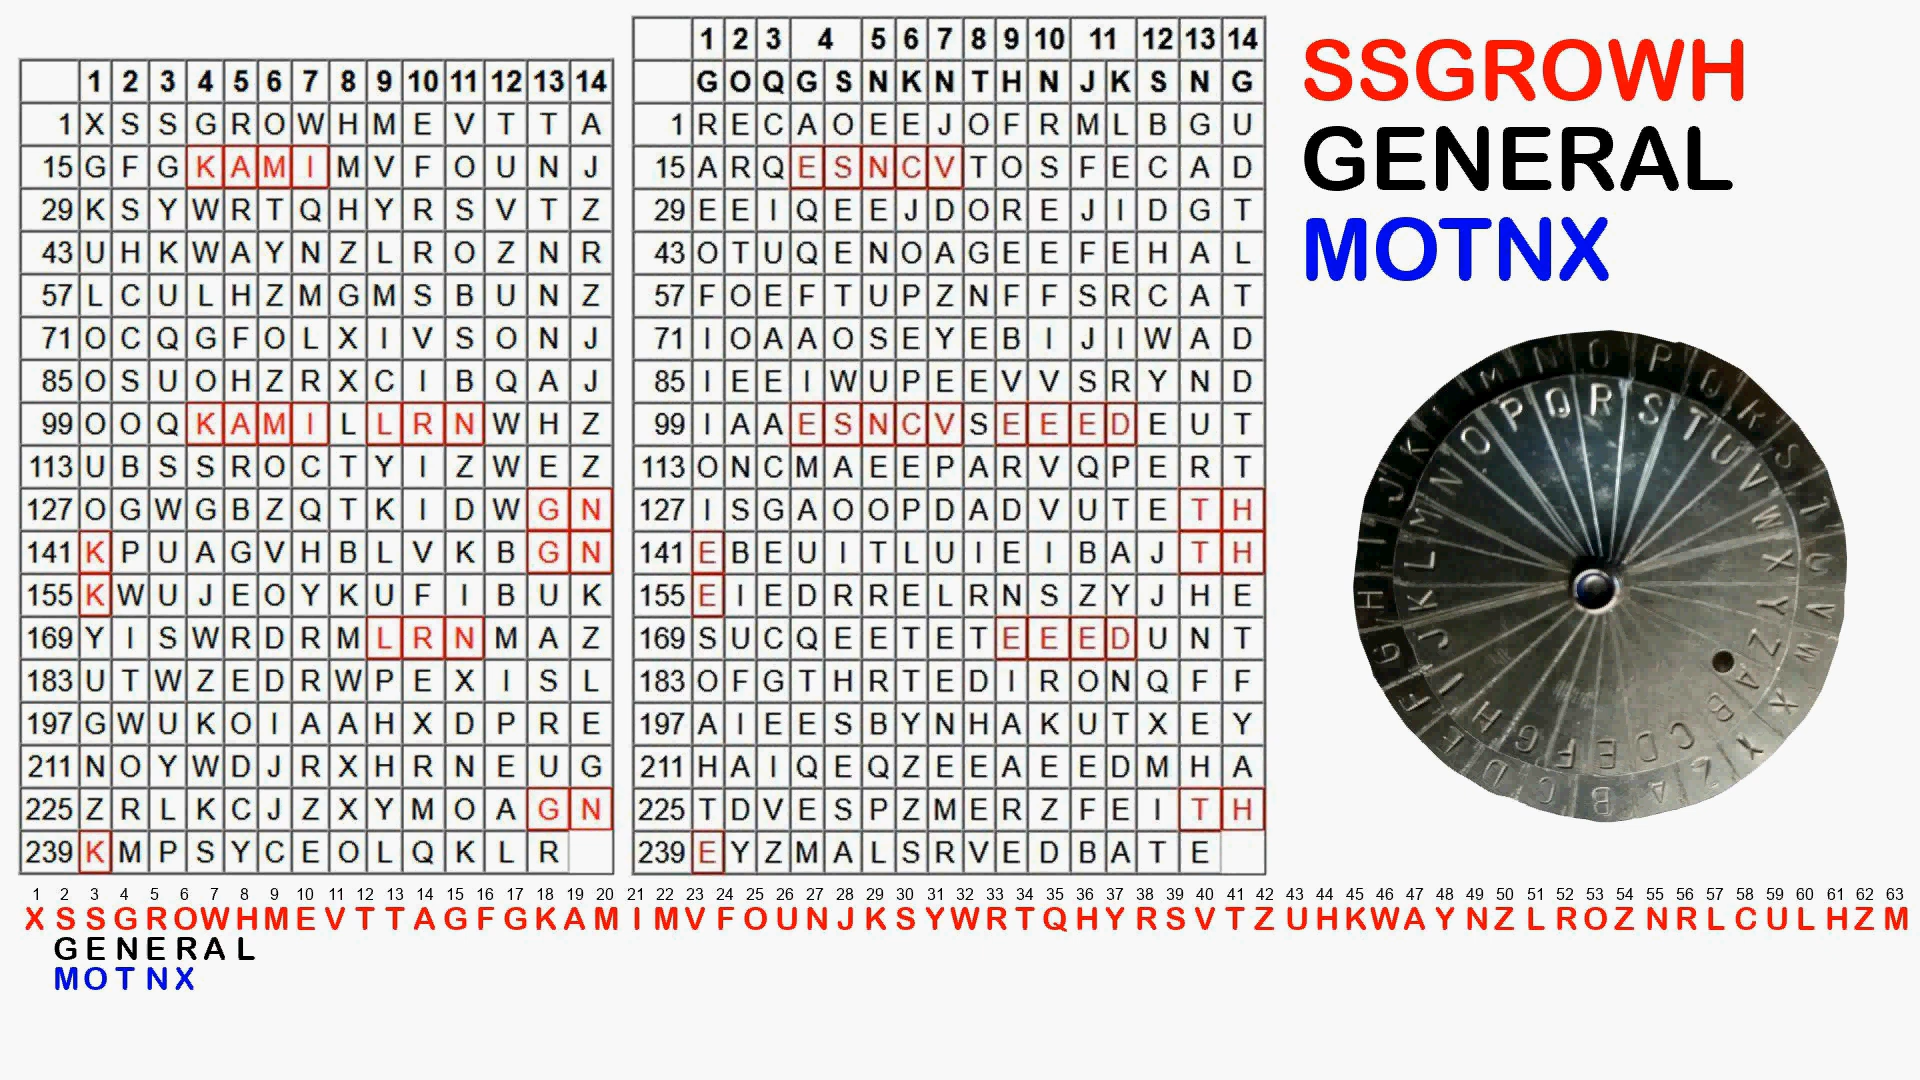 1 2 3 4 5 6 7 8 9 10 11 12 13 14
1 X S S G R O W H M E V T T A
15 G F G K A M I M V F O U N J
29 K S Y W R T Q H Y R S V T Z
43 U H K W A Y N Z L R O Z N R
57 L C U L H Z M G M S B U N Z
71 O C Q G F O L X I V S O N J
85 O S U O H Z R X C I B Q A J
99 O O Q K A M I L L R N W H Z
113 U B S S R O C T Y I Z W E Z
127 O G W G B Z Q T K I D W G N
141 K P U A G V H B L V K B G N
155 K W U J E O Y K U F I B U K
169 Y I S W R D R M L R N M A Z
183 U T W Z E D R W P E X I S L
197 G W U K O I A A H X D P R E
211 N O Y W D J R X H R N E U G
225 Z R L K C J Z X Y M O A G N
239 K M P S Y C E O L Q K L R
1 2 3 4 5 6 7 8 9 10 11 12 13 14
G O Q G S N K N T H N J K S N G
1 R E C A O E E J O F R M L B G U
15 A R Q E S N C V T O S F E C A D
29 E E I Q E E J D O R E J I D G T
43 O T U Q E N O A G E E F E H A L
57 F O E F T U P Z N F F S R C A T
71 I O A A O S E Y E B I J I W A D
85 I E E I W U P E E V V S R Y N D
99 I A A E S N C V S E E E D E U T
113 O N C M A E E P A R V Q P E R T
127 I S G A O O P D A D V U T E T H
141 E B E U I T L U I E I B A J T H
155 E I E D R R E L R N S Z Y J H E
169 S U C Q E E T E T E E E D U N T
183 O F G T H R T E D I R O N Q F F
197 A I E E S B Y N H A K U T X E Y
211 H A I Q E Q Z E E A E E D M H A
225 T D V E S P Z M E R Z F E I T H
239 E Y Z M A L S R V E D B A T E
SSGROWH
GENERAL
MOTNX
A B C D E F G H I J K L M N O P Q R S T U V W X Y Z
A B C D E F G H I J K L M N O P Q R S T U V W X Y Z
1 2 3 4 5 6 7 8 9 10 11 12 13 14 15 16 17 18 19 20 21 22 23 24 25 26 27 28 29 30 31 32 33 34 35 36 37 38 39 40 41 42 43 44 45 46 47 48 49 50 51 52 53 54 55 56 57 58 59 60 61 62 63
X S S G R O W H M E V T T A G F G K A M I M V F O U N J K S Y W R T Q H Y R S V T Z U H K W A Y N Z L R O Z N R L C U L H Z M
G E N E R A L
M O T N X